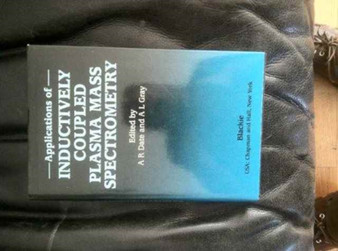 Applications of
INDUCTIVELY
COUPLED
PLASMA MASS
SPECTROMETRY
Edited by
A R Date and A L Gray
Blackie
USA: Chapman and Hall, New York